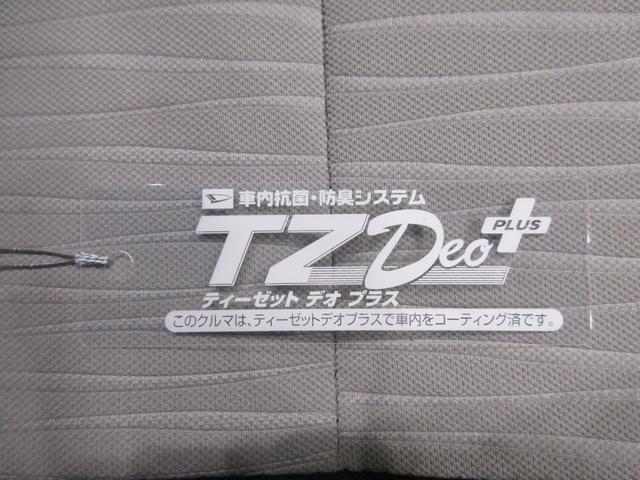 車内抗菌・防臭システム
TZ Deo PLUS
ティーゼット デオ プラス
このクルマは、ティーゼットデオプラスで車内をコーティング済です。